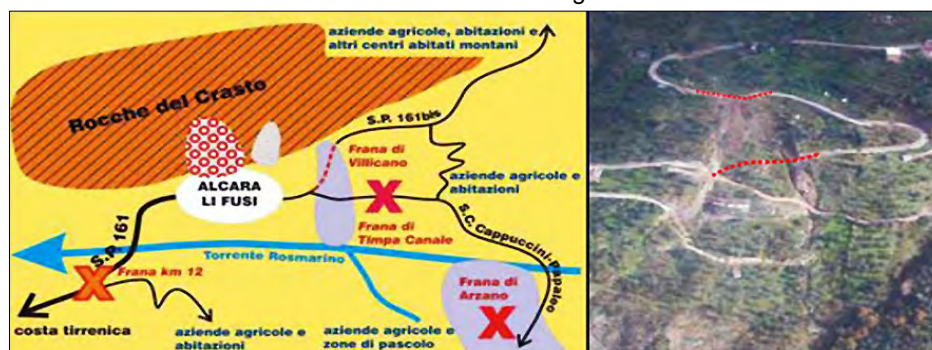 aziende agricole, abitazioni e
altri centri abitati montani
Rocche del Crasto
S.P. 161bis
Frana di
Villicano
ALCARA
LI FUSI
aziende agricole e
abitazioni
S.P. 161
Frana di
Timpa Canale
S.C. Cappuccini-Papaleo
Torrente Rosmarino
Frana km 12
Frana di
Arzano
costa tirrenica
aziende agricole e
abitazioni
aziende agricole e
zone di pascolo